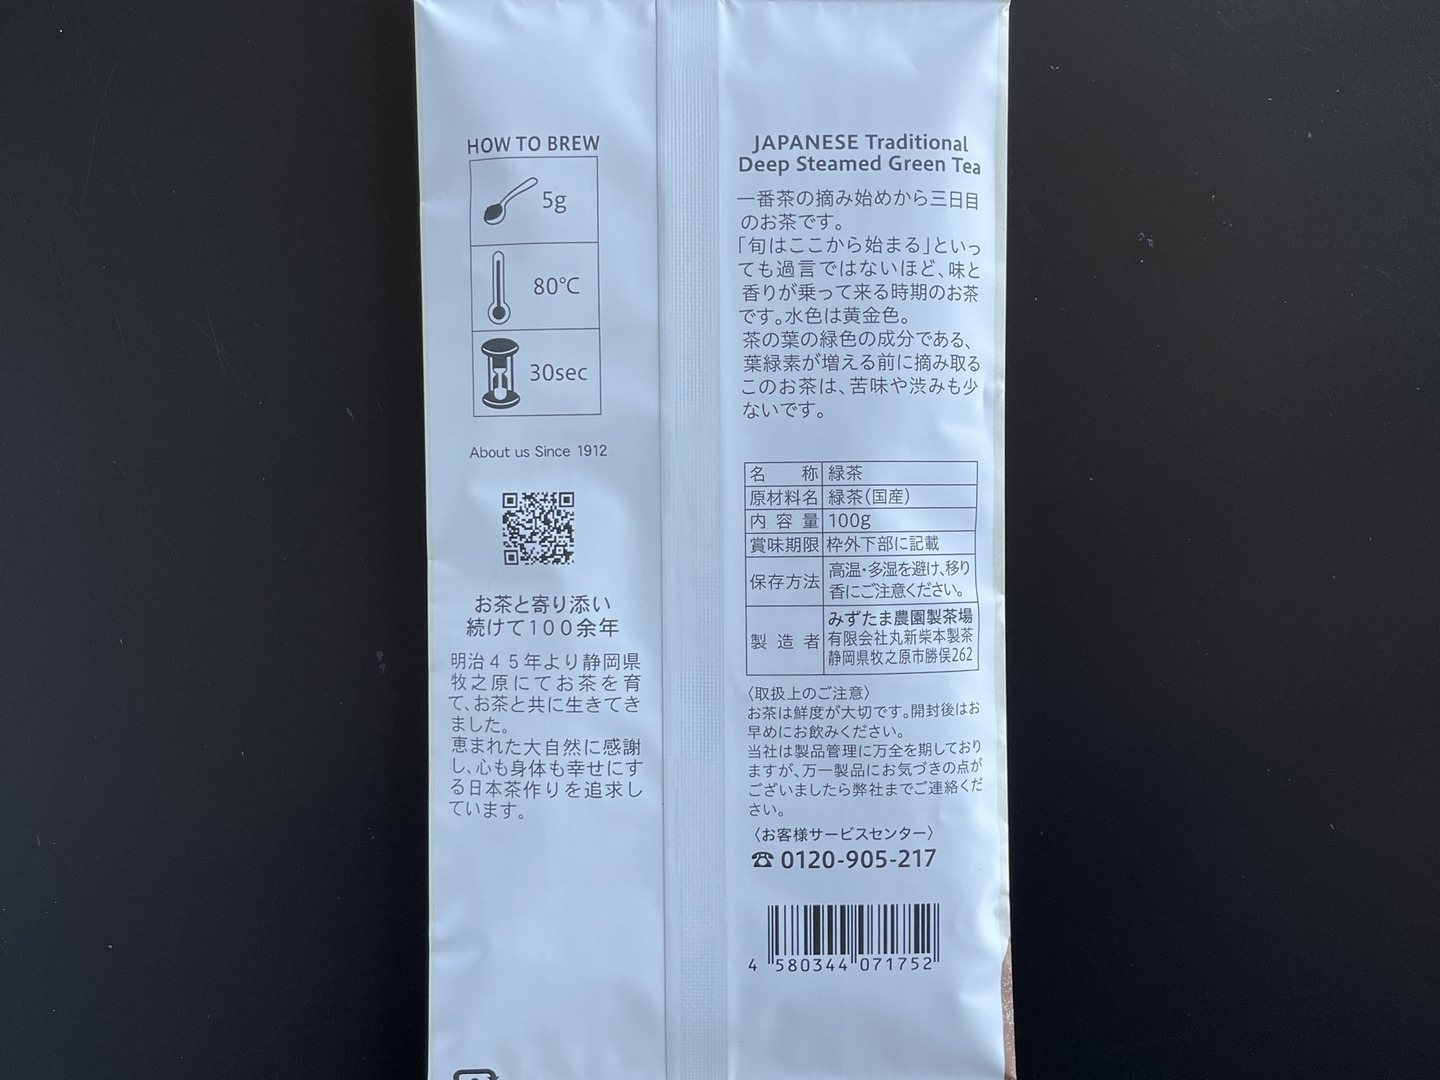 HOW TO BREW
5g
80℃
30sec
About us Since 1912
お茶と寄り添い
続けて100余年
明治45年より静岡県
牧之原にてお茶を育
て、お茶と共に生きてき
ました。
恵まれた大自然に感謝
し、心も身体も幸せにす
る日本茶作りを追求し
ています。
JAPANESE Traditional
Deep Steamed Green Tea
一番茶の摘み始めから三日目
のお茶です。
「旬はここから始まる」といっ
ても過言ではないほど、味と
香りが乗って来る時期のお茶
です。水色は黄金色。
茶の葉の緑色の成分である、
葉緑素が増える前に摘み取る
このお茶は、苦味や渋みも少
ないです。
名称 緑茶
原材料名 緑茶(国産)
内容量 100g
賞味期限 枠外下部に記載
保存方法 高温・多湿を避け、移り
香にご注意ください。
製造者 みずたま農園製茶場
有限会社丸新柴本製茶
静岡県牧之原市勝俣262
〈取扱上のご注意〉
お茶は鮮度が大切です。開封後はお
早めにお飲みください。
当社は製品管理に万全を期しており
ますが、万一製品にお気づきの点が
ございましたら弊社までご連絡くだ
さい。
〈お客様サービスセンター〉
☎ 0120-905-217
4 580344 071752